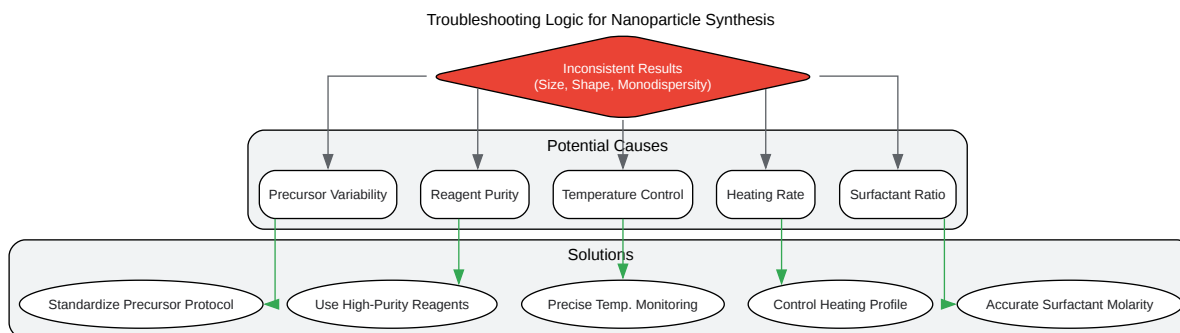 Troubleshooting Logic for Nanoparticle Synthesis
Inconsistent Results
(Size, Shape, Monodispersity)
Potential Causes
Precursor Variability
Reagent Purity
Temperature Control
Heating Rate
Surfactant Ratio
Solutions
Standardize Precursor Protocol
Use High-Purity Reagents
Precise Temp. Monitoring
Control Heating Profile
Accurate Surfactant Molarity